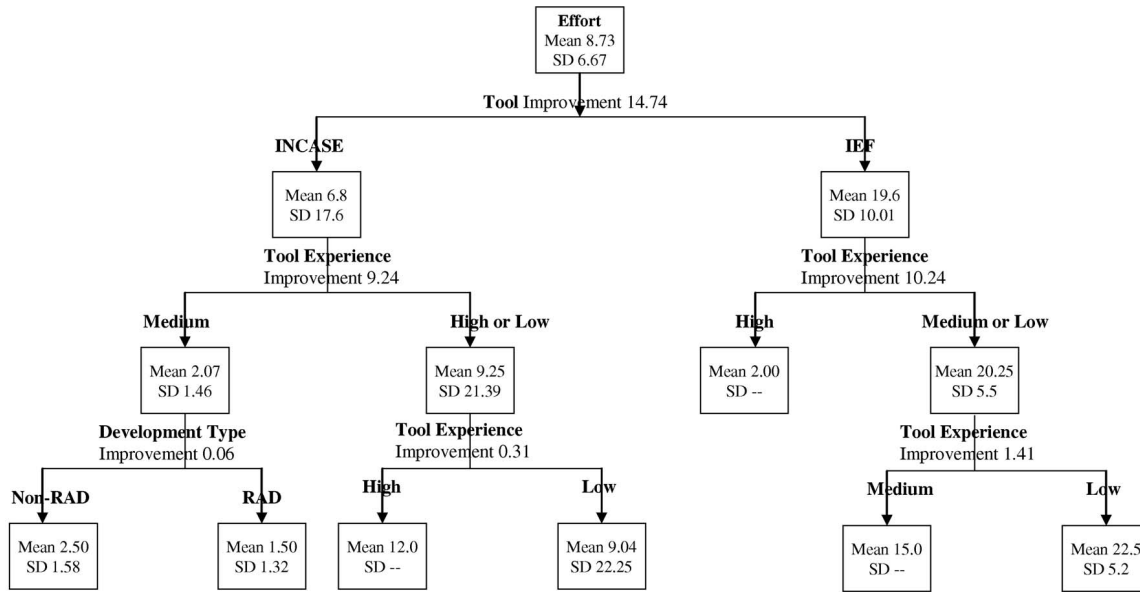 Effort
Mean 8.73
SD 6.67
Tool Improvement 14.74
INCASE
IEF
Mean 6.8
SD 17.6
Mean 19.6
SD 10.01
Tool Experience
Improvement 9.24
Tool Experience
Improvement 10.24
Medium
High or Low
High
Medium or Low
Mean 2.07
SD 1.46
Mean 9.25
SD 21.39
Mean 2.00
SD --
Mean 20.25
SD 5.5
Development Type
Improvement 0.06
Tool Experience
Improvement 0.31
Tool Experience
Improvement 1.41
Non-RAD
RAD
High
Low
Medium
Low
Mean 2.50
SD 1.58
Mean 1.50
SD 1.32
Mean 12.0
SD --
Mean 9.04
SD 22.25
Mean 15.0
SD --
Mean 22.5
SD 5.2